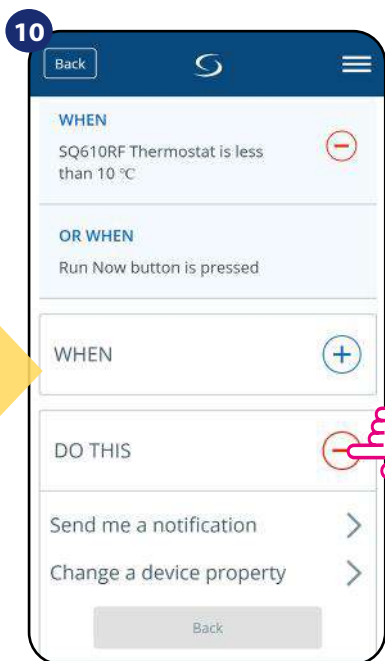 10
Back
WHEN
SQ610RF Thermostat is less
than 10 °C
OR WHEN
Run Now button is pressed
WHEN
DO THIS
Send me a notification
Change a device property
Back